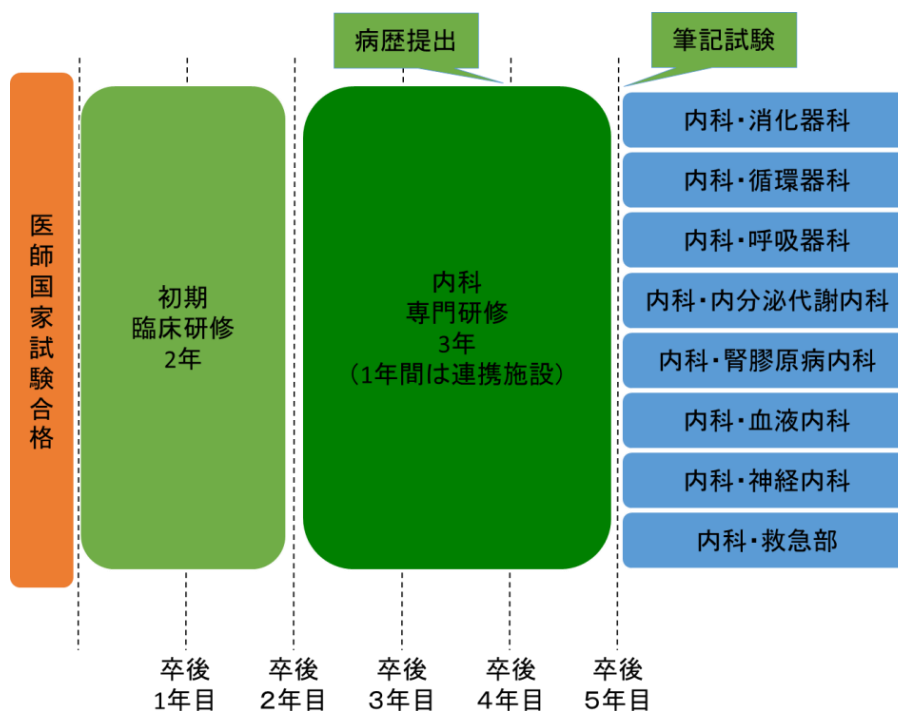 病歴提出
筆記試験
医師国家試験合格
初期
臨床研修
2年
内科
専門研修
3年
（1年間は連携施設）
内科・消化器科
内科・循環器科
内科・呼吸器科
内科・内分泌代謝内科
内科・腎膠原病内科
内科・血液内科
内科・神経内科
内科・救急部
卒後
1年目
卒後
２年目
卒後
３年目
卒後
４年目
卒後
５年目